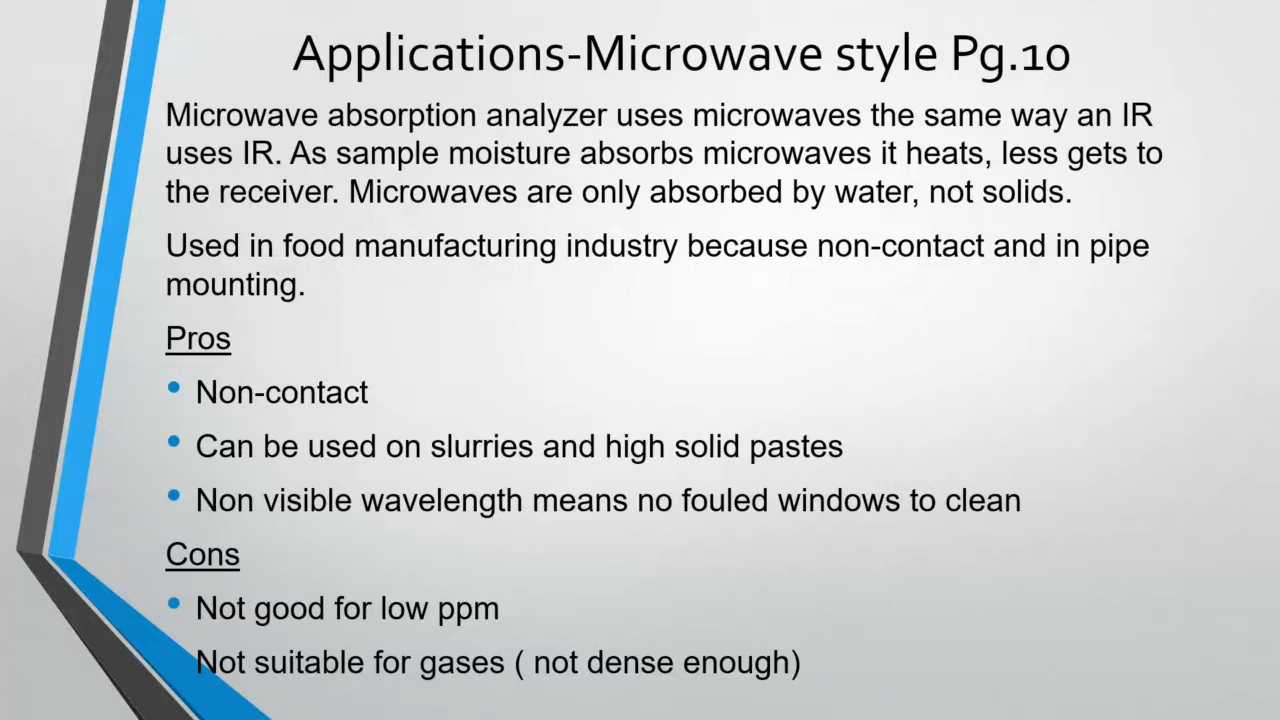 Applications-Microwave style Pg.10
Microwave absorption analyzer uses microwaves the same way an IR
uses IR. As sample moisture absorbs microwaves it heats, less gets to
the receiver. Microwaves are only absorbed by water, not solids.
Used in food manufacturing industry because non-contact and in pipe
mounting.
Pros
• Non-contact
• Can be used on slurries and high solid pastes
• Non visible wavelength means no fouled windows to clean
Cons
• Not good for low ppm
Not suitable for gases ( not dense enough)